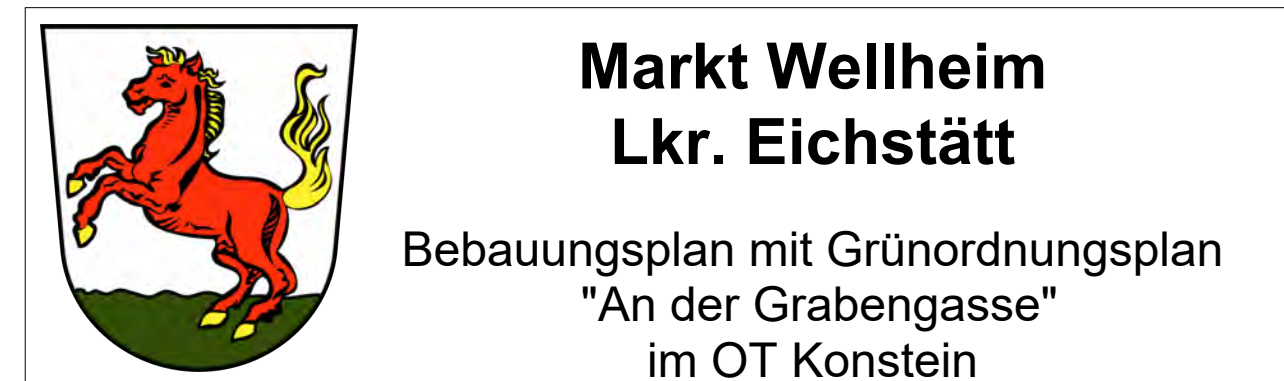 Markt Wellheim
Lkr. Eichstätt
Bebauungsplan mit Grünordnungsplan
"An der Grabengasse"
im OT Konstein